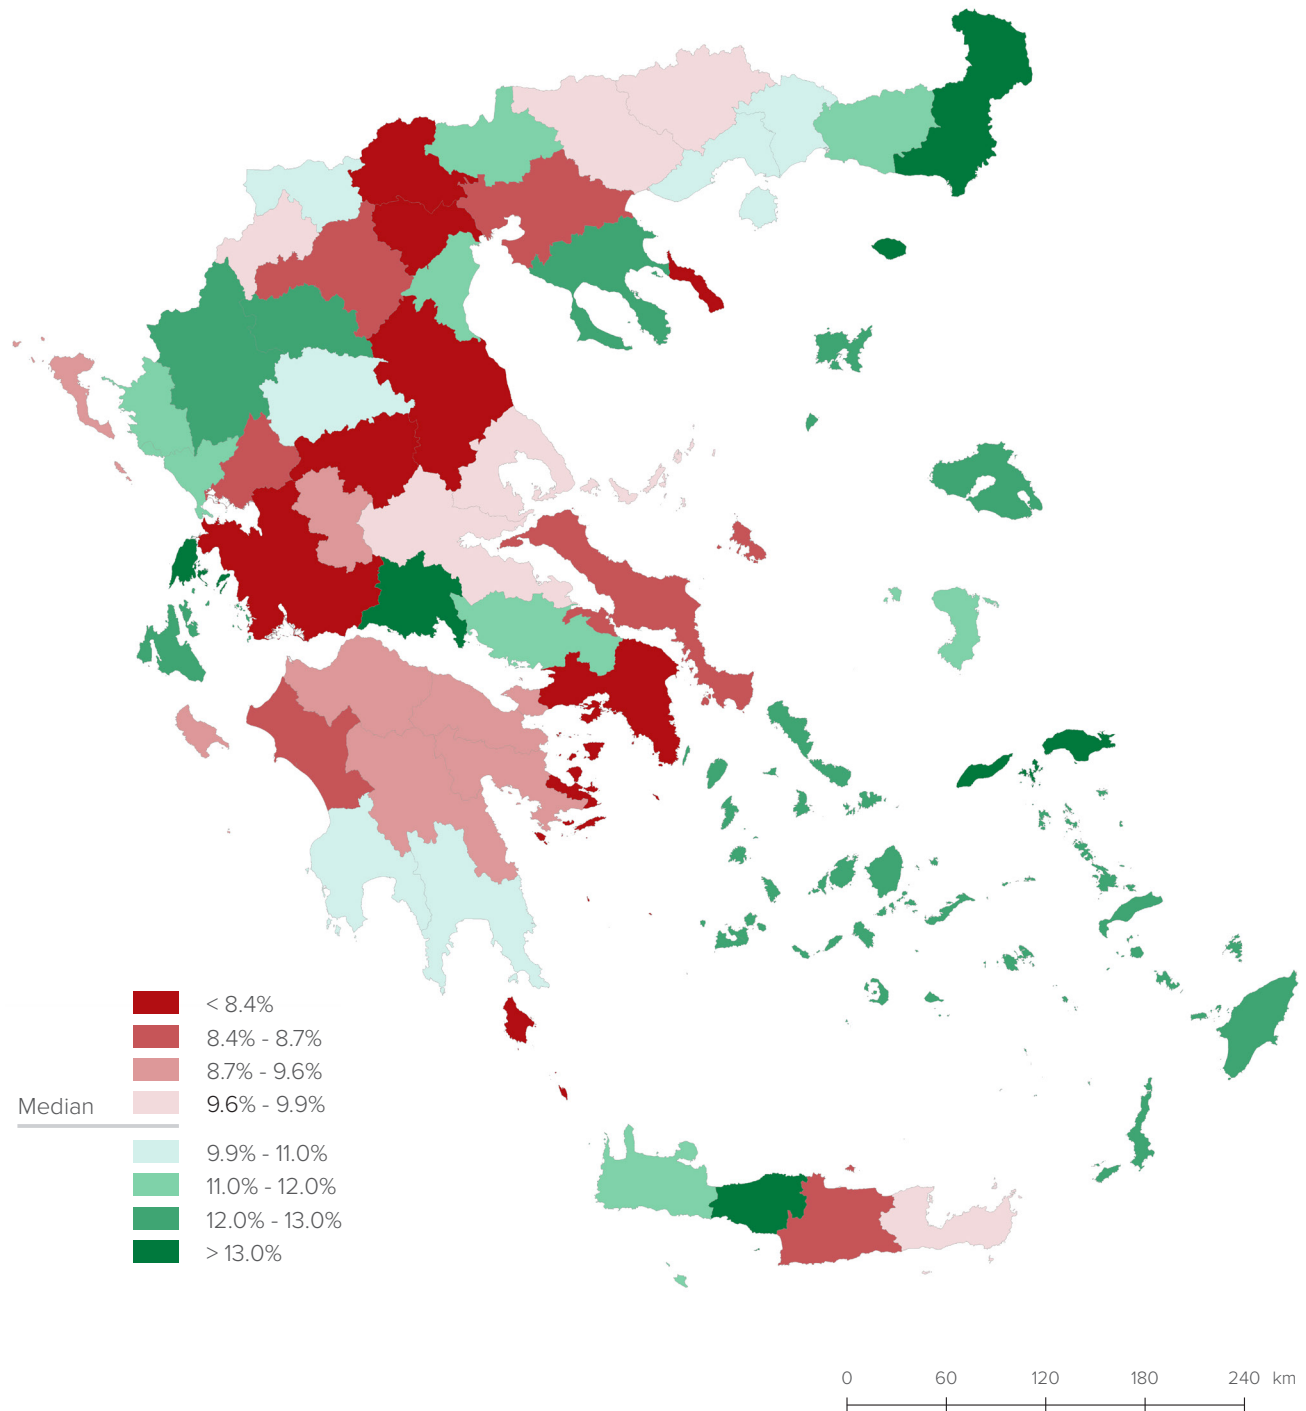 < 8.4%
8.4% - 8.7%
8.7% - 9.6%
9.6% - 9.9%
Median
9.9% - 11.0%
11.0% - 12.0%
12.0% - 13.0%
> 13.0%
0 60 120 180 240 km